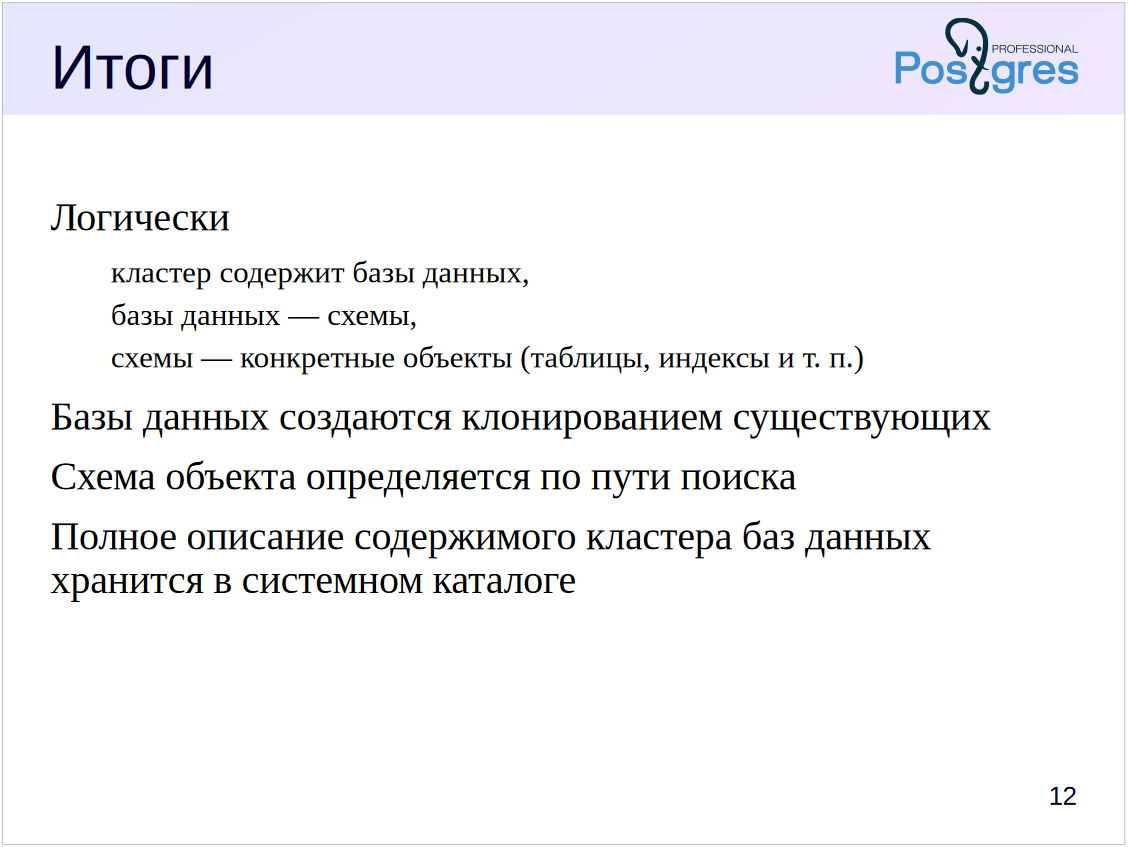 Итоги
PROFESSIONAL
Postgres
Логически
кластер содержит базы данных,
базы данных — схемы,
схемы — конкретные объекты (таблицы, индексы и т. п.)
Базы данных создаются клонированием существующих
Схема объекта определяется по пути поиска
Полное описание содержимого кластера баз данных
хранится в системном каталоге
12